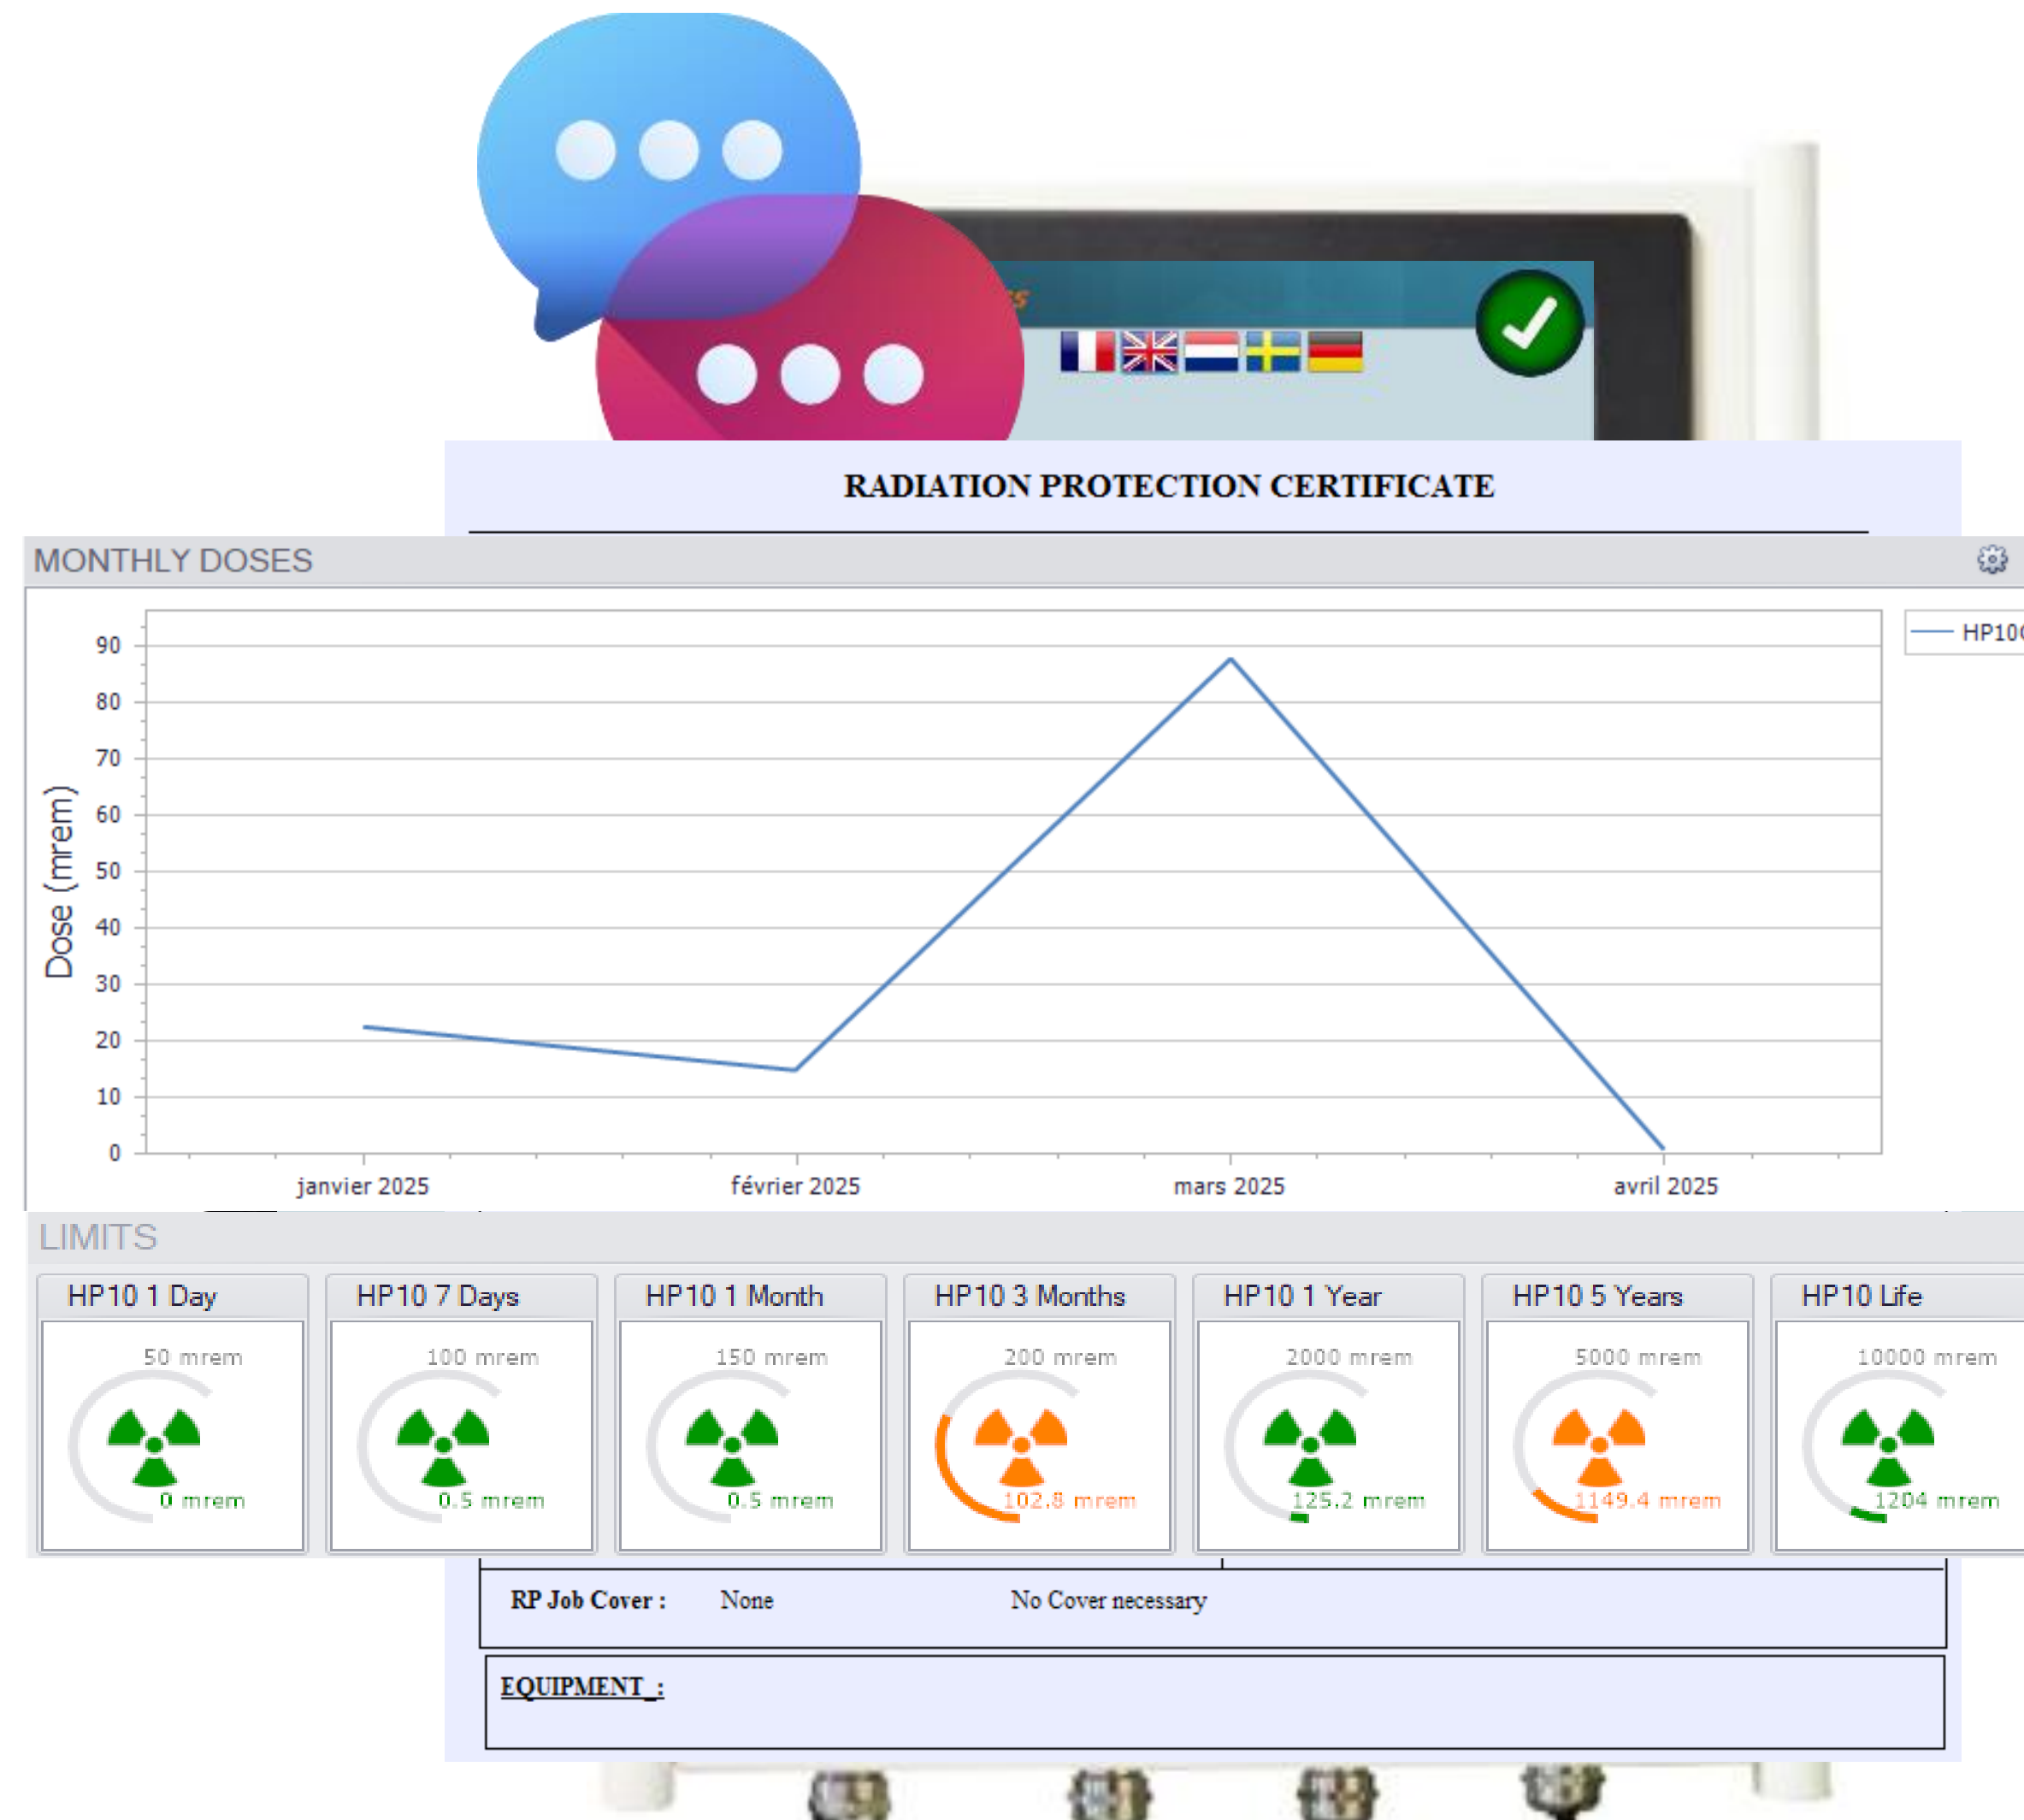 RADIATION PROTECTION CERTIFICATE
MONTHLY DOSES
HP10
90
80
70
60
50
40
30
20
10
0
Dose (mrem)
janvier 2025 février 2025 mars 2025 avril 2025
LIMITS
HP10 1 Day HP10 7 Days HP10 1 Month HP10 3 Months HP10 1 Year HP10 5 Years HP10 Life
50 mrem 100 mrem 150 mrem 200 mrem 2000 mrem 5000 mrem 10000 mrem
0 mrem 0.5 mrem 0.5 mrem 102.8 mrem 125.2 mrem 1149.4 mrem 1204 mrem
RP Job Cover : None No Cover necessary
EQUIPMENT_: